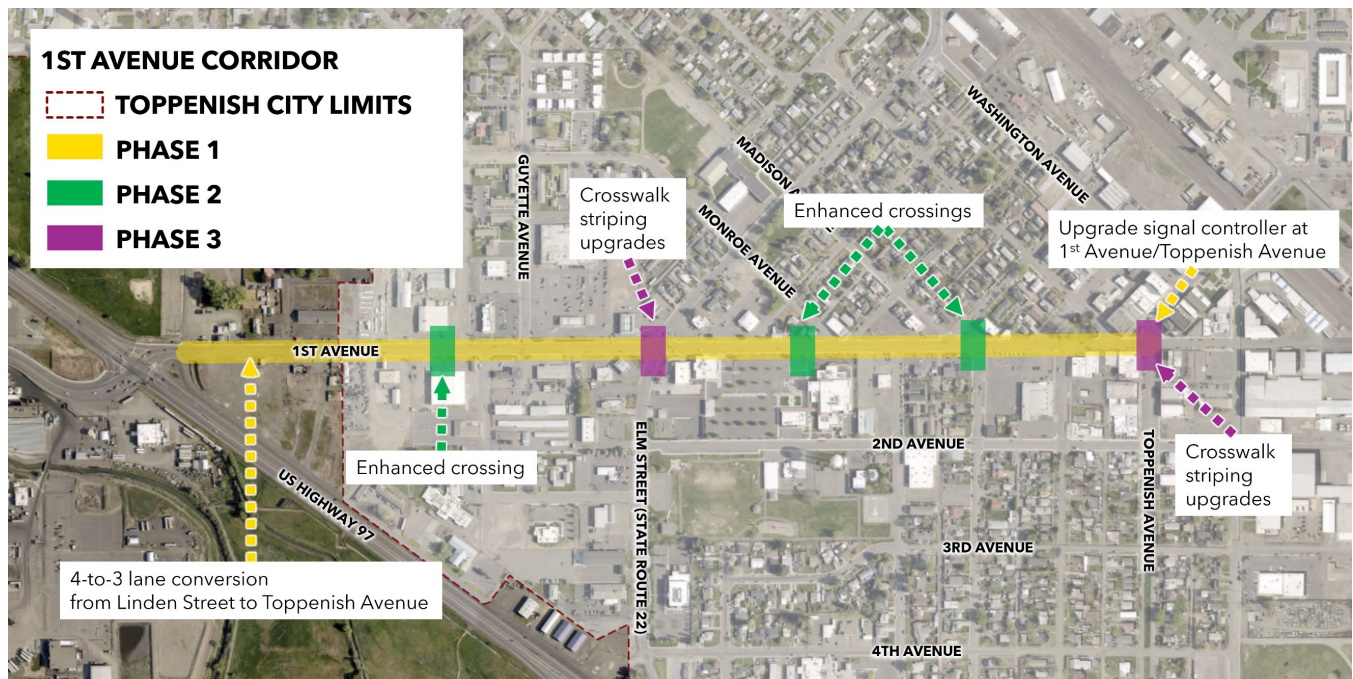 1ST AVENUE CORRIDOR
TOPPENISH CITY LIMITS
PHASE 1
PHASE 2
PHASE 3
WASHINGTON AVENUE
MADISON A
GUYETTE AVENUE
Crosswalk
striping
upgrades
MONROE AVENUE
Enhanced crossings
Upgrade signal controller at
1st Avenue/Toppenish Avenue
1ST AVENUE
ELM STREET (STATE ROUTE 22)
2ND AVENUE
TOPPENISH AVENUE
Crosswalk
striping
upgrades
Enhanced crossing
US HIGHWAY 97
3RD AVENUE
4-to-3 lane conversion
from Linden Street to Toppenish Avenue
4TH AVENUE